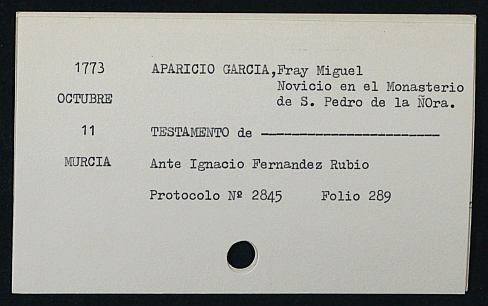 1773 APARICIO GARCIA,Fray Miguel
Novicio en el Monasterio
OCTUBRE de S. Pedro de la ÑOra.
11 TESTAMENTO de ------------------------
MURCIA Ante Ignacio Fernandez Rubio
Protocolo Nº 2845 Folio 289